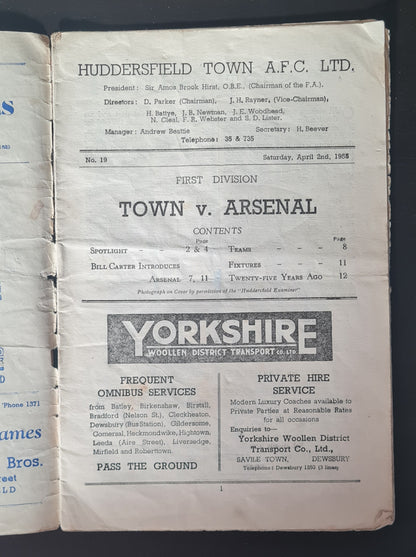 HUDDERSFIELD TOWN A.F.C. LTD.
President: Sir Amos Brook Hirst, O.B.E., (Chairman of the F.A.)
Directors: D. Parker (Chairman), J. H. Rayner, (Vice-Chairman),
H. Battye, J. B. Newman, J. E. Wobdhead,
N. Cleal, F. R. Webster and S. D. Lister.
Manager: Andrew Beattie Secretary: H. Beever
Telephone: 35 & 735
No. 19 Saturday, April 2nd, 1955
FIRST DIVISION
TOWN v. ARSENAL
CONTENTS
Page Page
SPOTLIGHT - - 2 & 4 TEAMS - - - - 8
BILL CARTER INTRODUCES FIXTURES - - - 11
ARSENAL 7, 11 TWENTY-FIVE YEARS AGO 12
Photograph on Cover by permission of the "Huddersfield Examiner"
YORKSHIRE
WOOLLEN DISTRICT TRANSPORT CO. LTD.
FREQUENT
OMNIBUS SERVICES
from Batley, Birkenshaw, Birstall,
Bradford (Nelson St.), Cleckheaton,
Dewsbury (Bus Station), Gildersome,
Gomersal, Heckmondwike, Hightown,
Leeds (Aire Street), Liversedge,
Mirfield and Roberttown.
PASS THE GROUND
PRIVATE HIRE
SERVICE
Modern Luxury Coaches available to
Private Parties at Reasonable Rates
for all occasions
Enquiries to—
Yorkshire Woollen District
Transport Co., Ltd.,
SAVILE TOWN, DEWSBURY
Telephone: Dewsbury 1350 (3 lines)
1
'Phone 1371
ames
Bros.
reet
LD